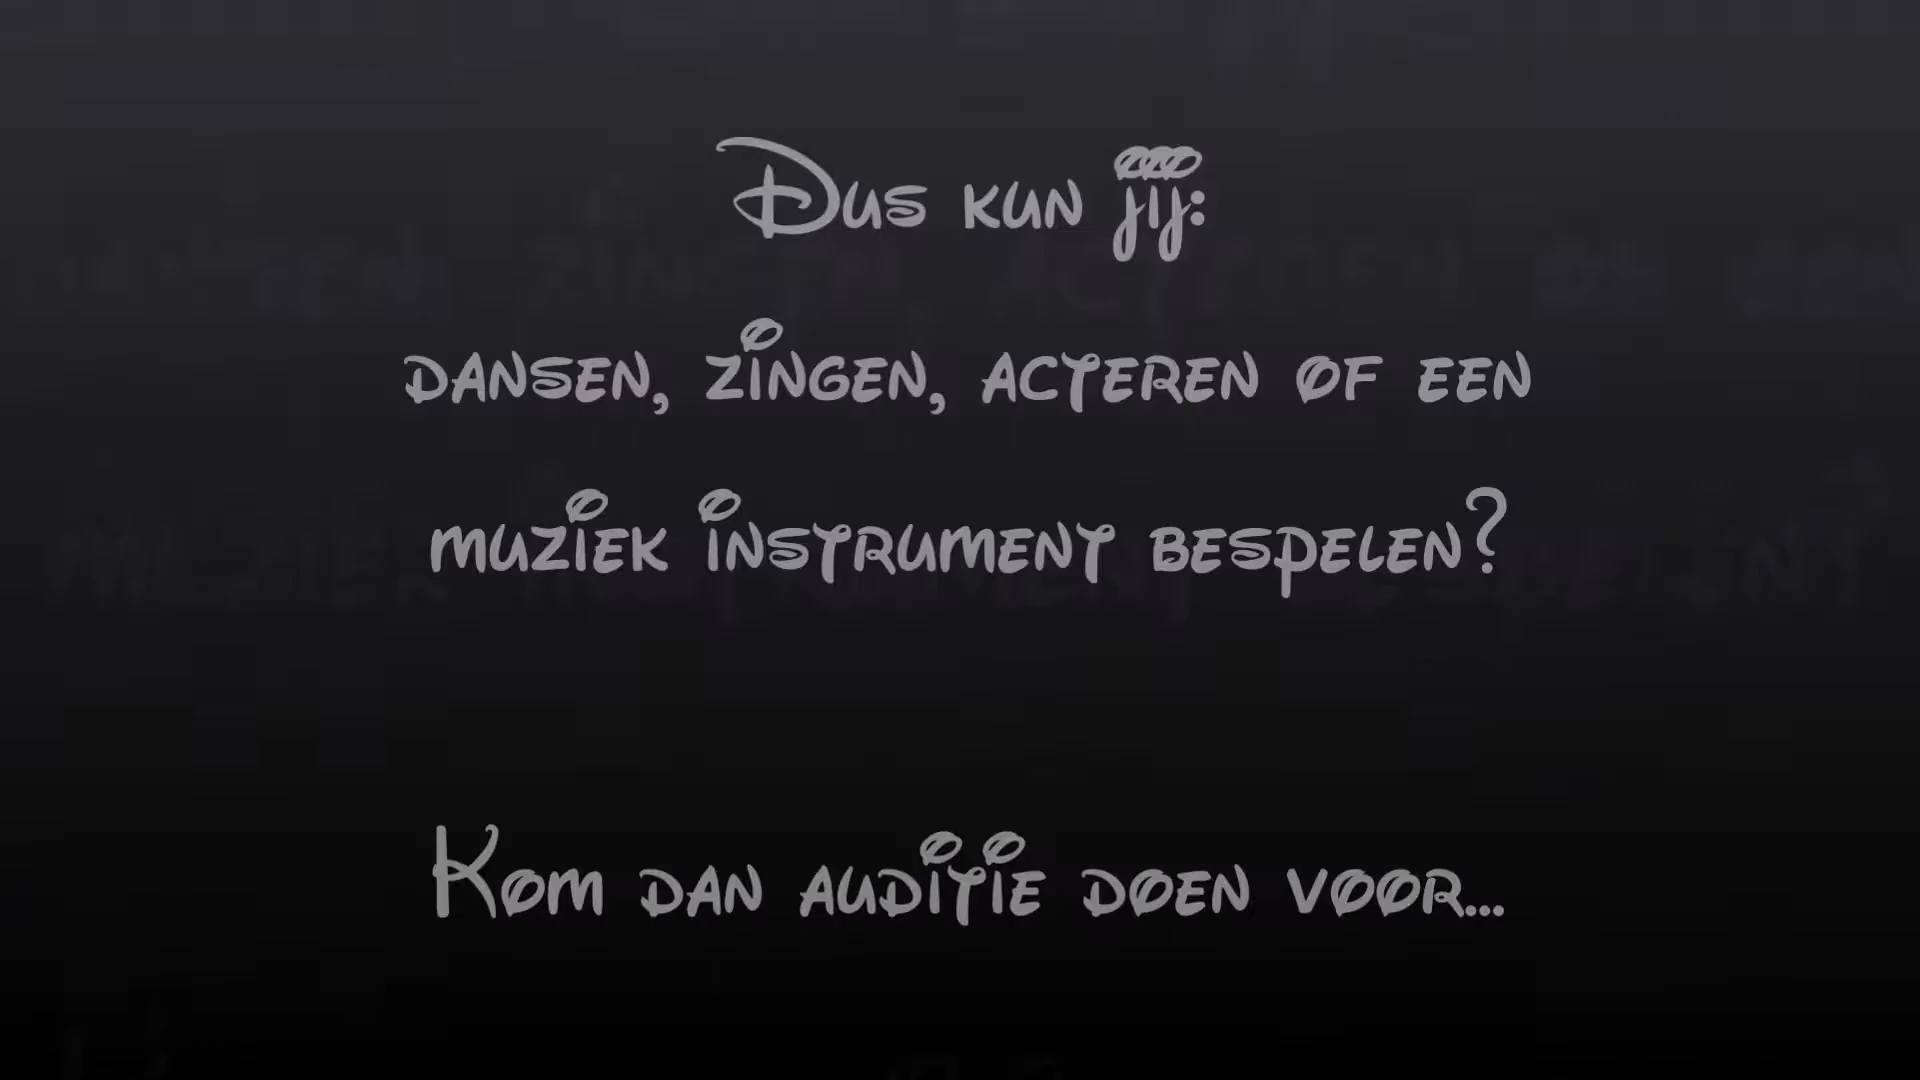 Dus kun jij:
dansen, zingen, acteren of een
muziek instrument bespelen?
Kom dan auditie doen voor...